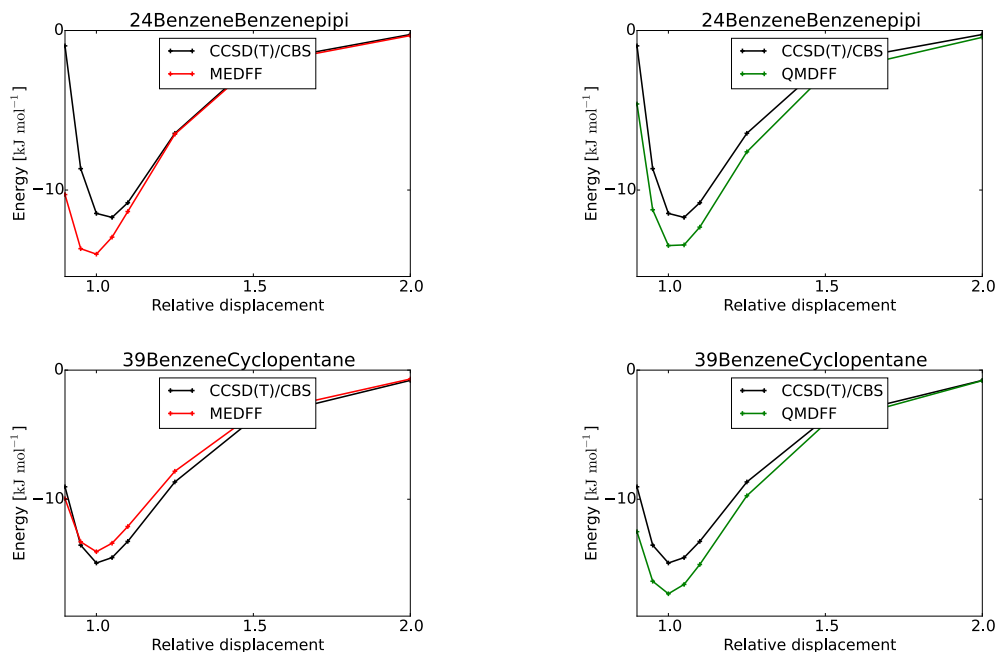 24BenzeneBenzenepipi
0
CCSD(T)/CBS
MEDFF
−10
Energy [kJ mol⁻¹]
1.0 1.5 2.0
Relative displacement
24BenzeneBenzenepipi
0
CCSD(T)/CBS
QMDFF
−10
Energy [kJ mol⁻¹]
1.0 1.5 2.0
Relative displacement
39BenzeneCyclopentane
0
CCSD(T)/CBS
MEDFF
−10
Energy [kJ mol⁻¹]
1.0 1.5 2.0
Relative displacement
39BenzeneCyclopentane
0
CCSD(T)/CBS
QMDFF
−10
Energy [kJ mol⁻¹]
1.0 1.5 2.0
Relative displacement